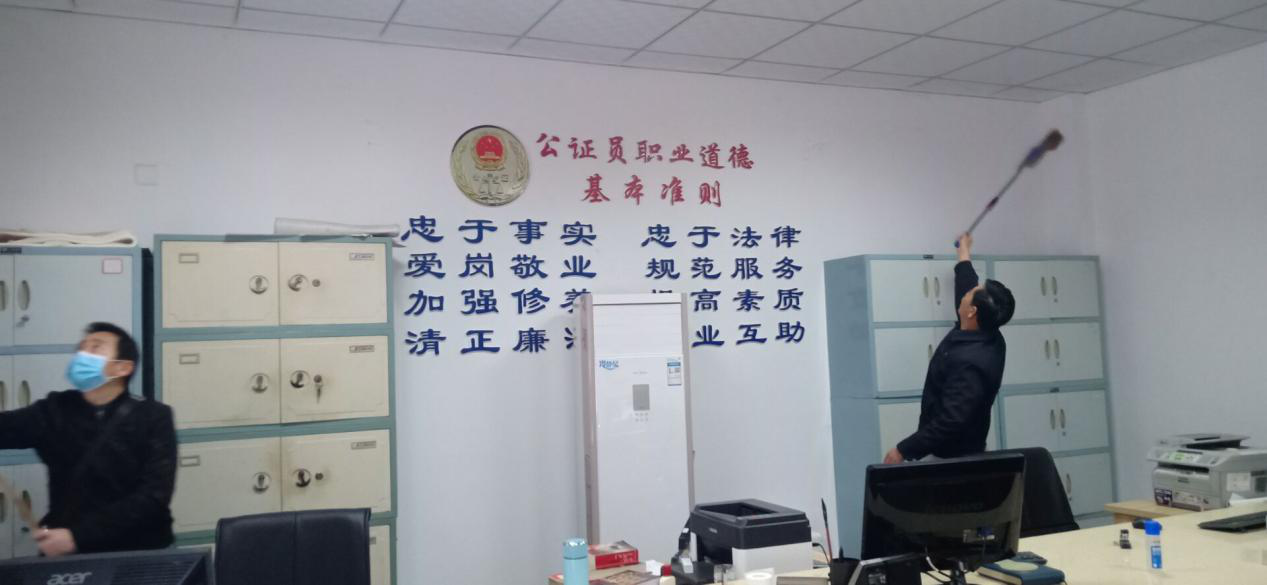 公证员职业道德
基本准则
忠于事实 忠于法律
爱岗敬业 规范服务
加强修养 高素质
清正廉 业互助
acer